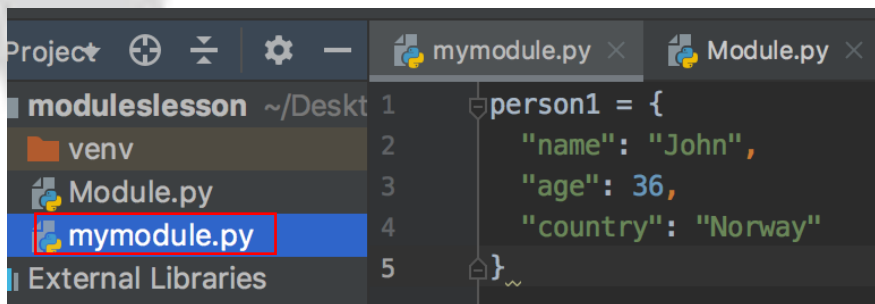 Project
moduleslesson ~/Deskt
venv
Module.py
mymodule.py
External Libraries
mymodule.py
Module.py
1 person1 = {
2 "name": "John",
3 "age": 36,
4 "country": "Norway"
5 }